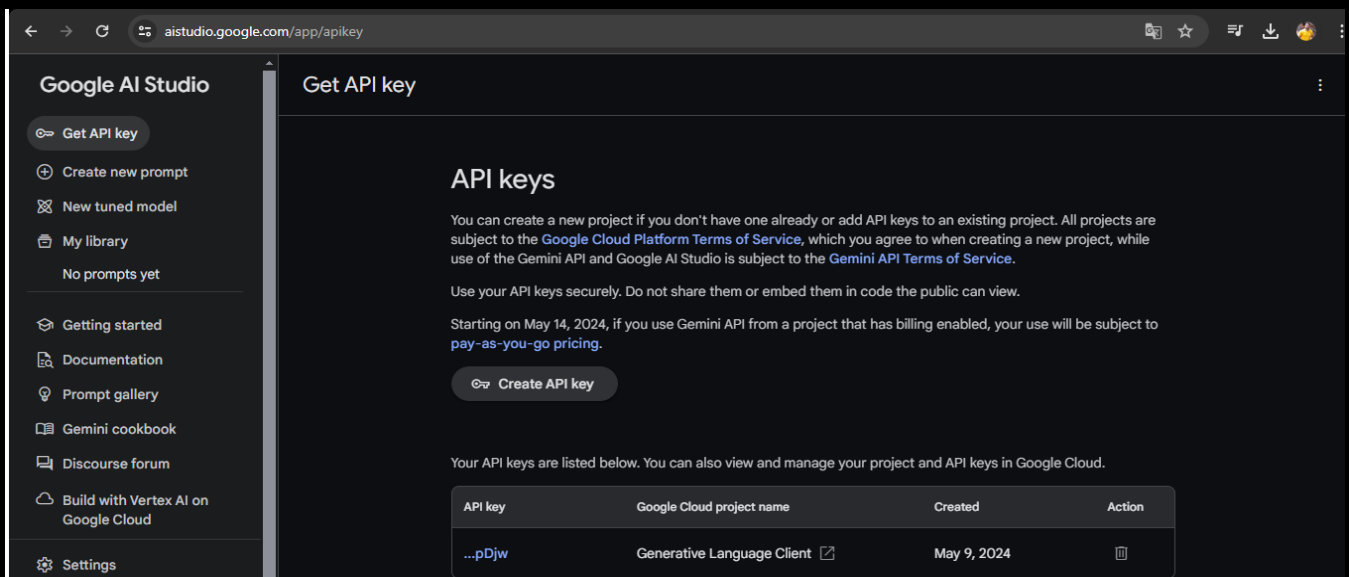 aistudio.google.com/app/apikey
Google AI Studio
Get API key
Create new prompt
New tuned model
My library
No prompts yet
Getting started
Documentation
Prompt gallery
Gemini cookbook
Discourse forum
Build with Vertex AI on
Google Cloud
Settings
Get API key
API keys
You can create a new project if you don't have one already or add API keys to an existing project. All projects are
subject to the Google Cloud Platform Terms of Service, which you agree to when creating a new project, while
use of the Gemini API and Google AI Studio is subject to the Gemini API Terms of Service.
Use your API keys securely. Do not share them or embed them in code the public can view.
Starting on May 14, 2024, if you use Gemini API from a project that has billing enabled, your use will be subject to
pay-as-you-go pricing.
Create API key
Your API keys are listed below. You can also view and manage your project and API keys in Google Cloud.
API key Google Cloud project name Created Action
...pDjw Generative Language Client May 9, 2024